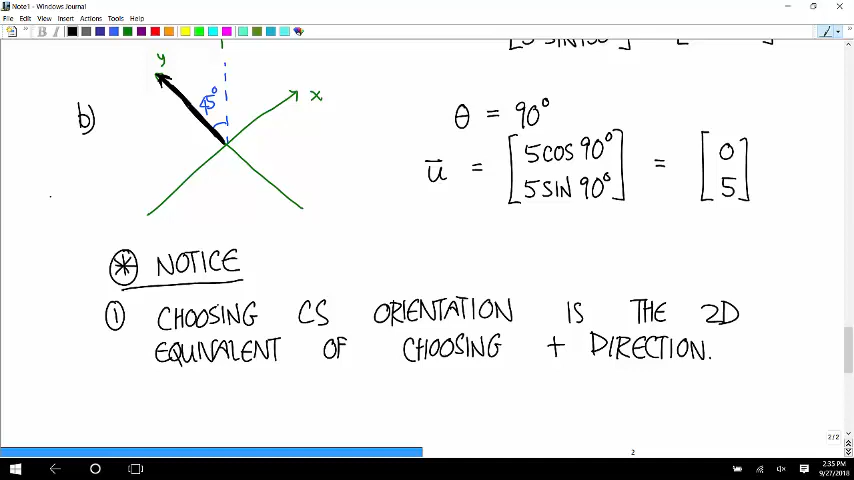 Note1 - Windows Journal
File Edit View Insert Actions Tools Help
B I
y
45°
x
b)
θ = 90°
u = [5cos 90° 5sin 90°] = [0 5]
* NOTICE
① CHOOSING CS ORIENTATION IS THE 2D
EQUIVALENT OF CHOOSING + DIRECTION.
2/2
2
2:35 PM
9/27/2018